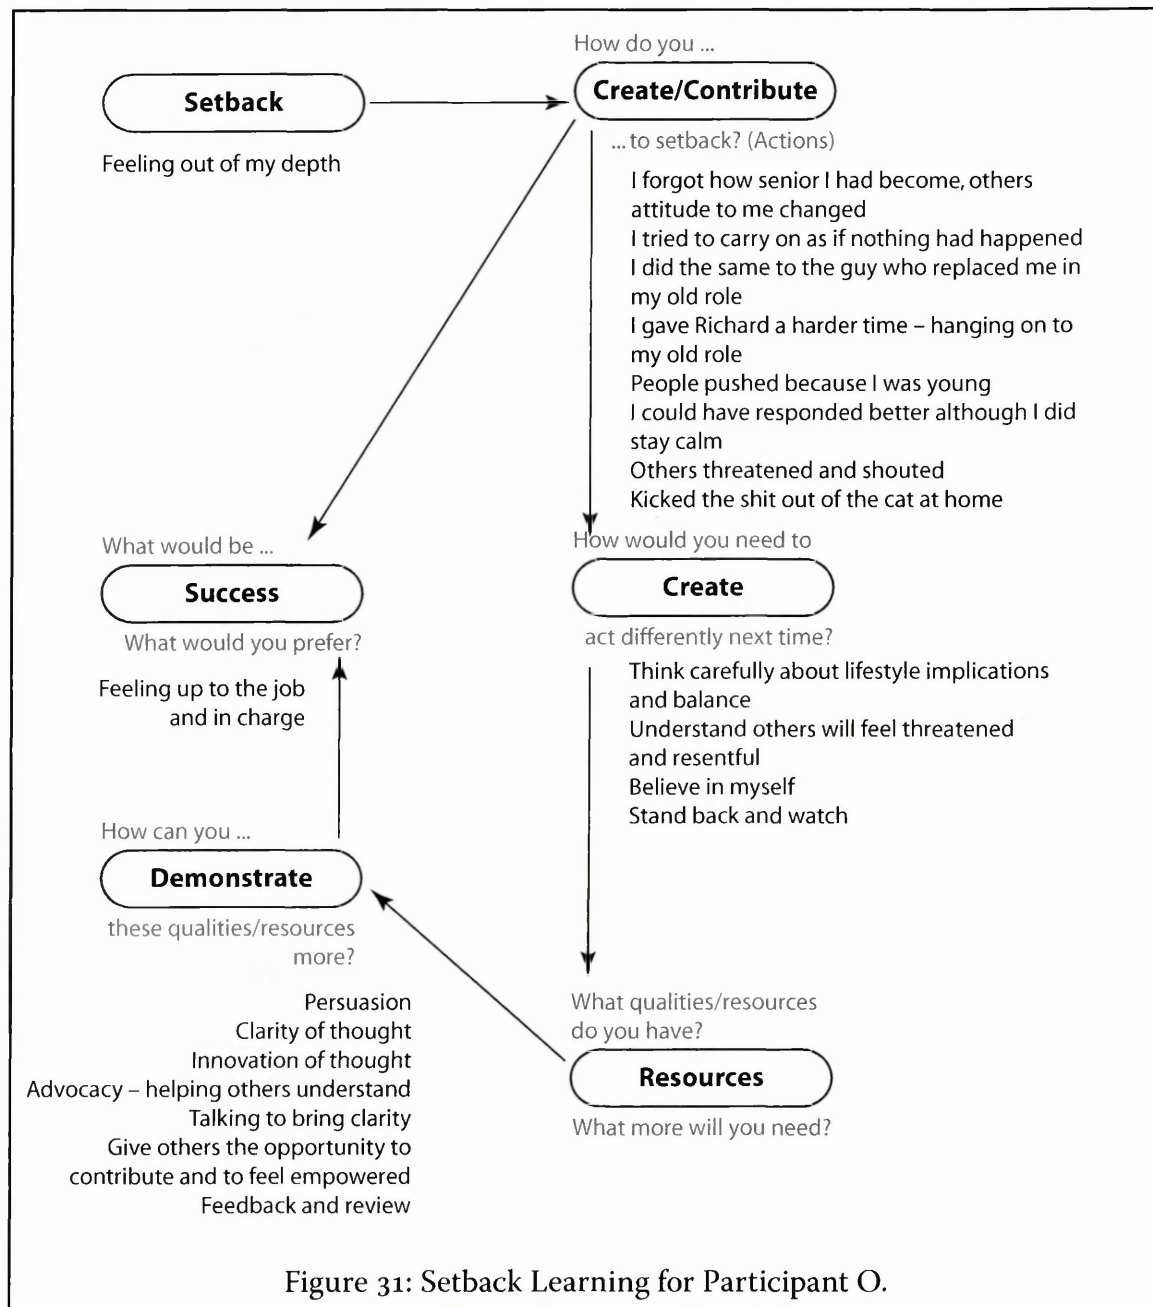 Setback
Feeling out of my depth
How do you ...
Create/Contribute
... to setback? (Actions)
I forgot how senior I had become, others
attitude to me changed
I tried to carry on as if nothing had happened
I did the same to the guy who replaced me in
my old role
I gave Richard a harder time – hanging on to
my old role
People pushed because I was young
I could have responded better although I did
stay calm
Others threatened and shouted
Kicked the shit out of the cat at home
What would be ...
Success
What would you prefer?
Feeling up to the job
and in charge
How would you need to
Create
act differently next time?
Think carefully about lifestyle implications
and balance
Understand others will feel threatened
and resentful
Believe in myself
Stand back and watch
How can you ...
Demonstrate
these qualities/resources
more?
Persuasion
Clarity of thought
Innovation of thought
Advocacy – helping others understand
Talking to bring clarity
Give others the opportunity to
contribute and to feel empowered
Feedback and review
What qualities/resources
do you have?
Resources
What more will you need?
Figure 31: Setback Learning for Participant O.